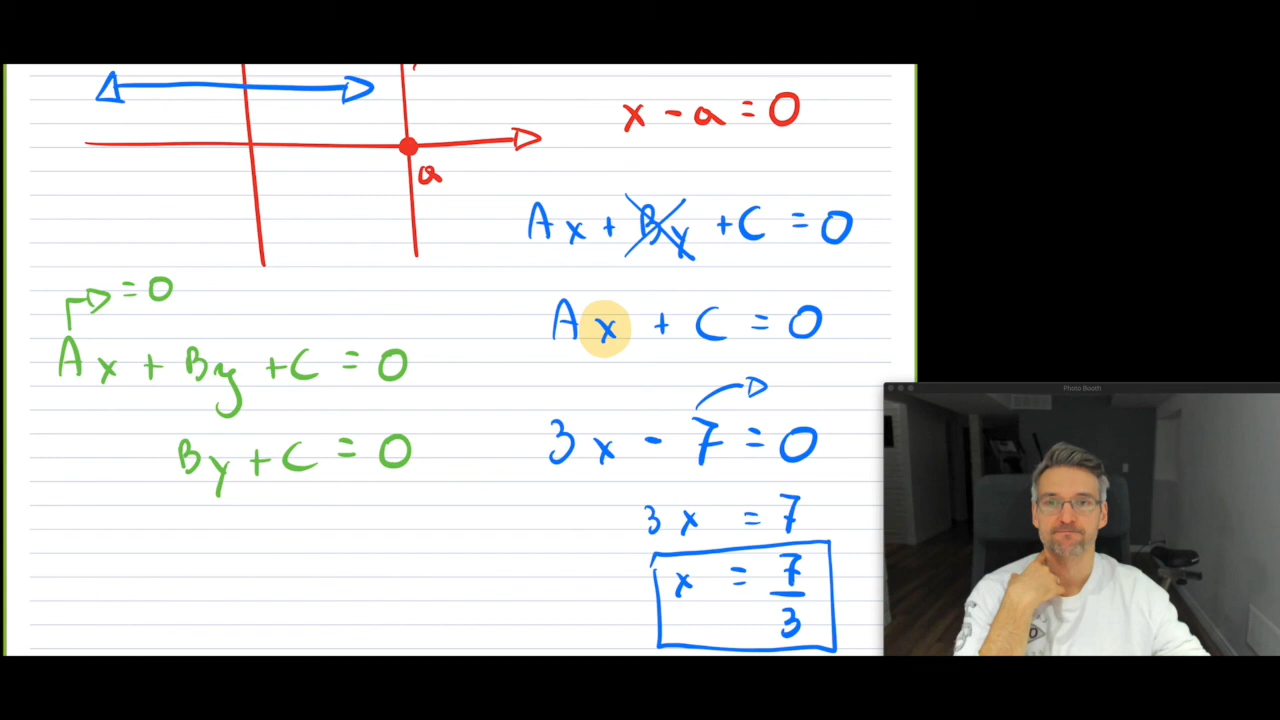 x - a = 0
a
Ax + By + C = 0
= 0
Ax + By + C = 0
By + C = 0
Ax + C = 0
3x - 7 = 0
3x = 7
x = 7/3
Photo Booth